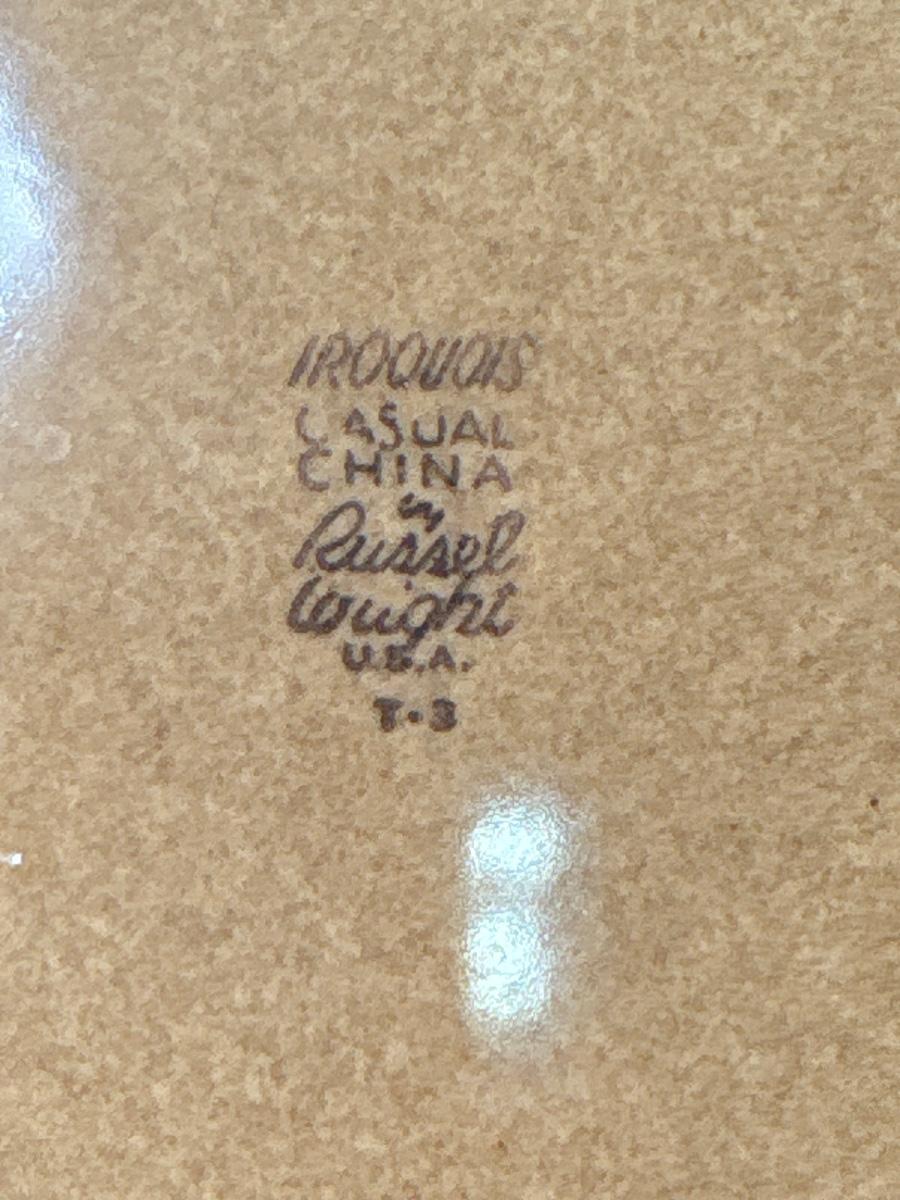 IROQUOIS
CASUAL
CHINA
by
Russel
Wright
U.S.A.
T·3